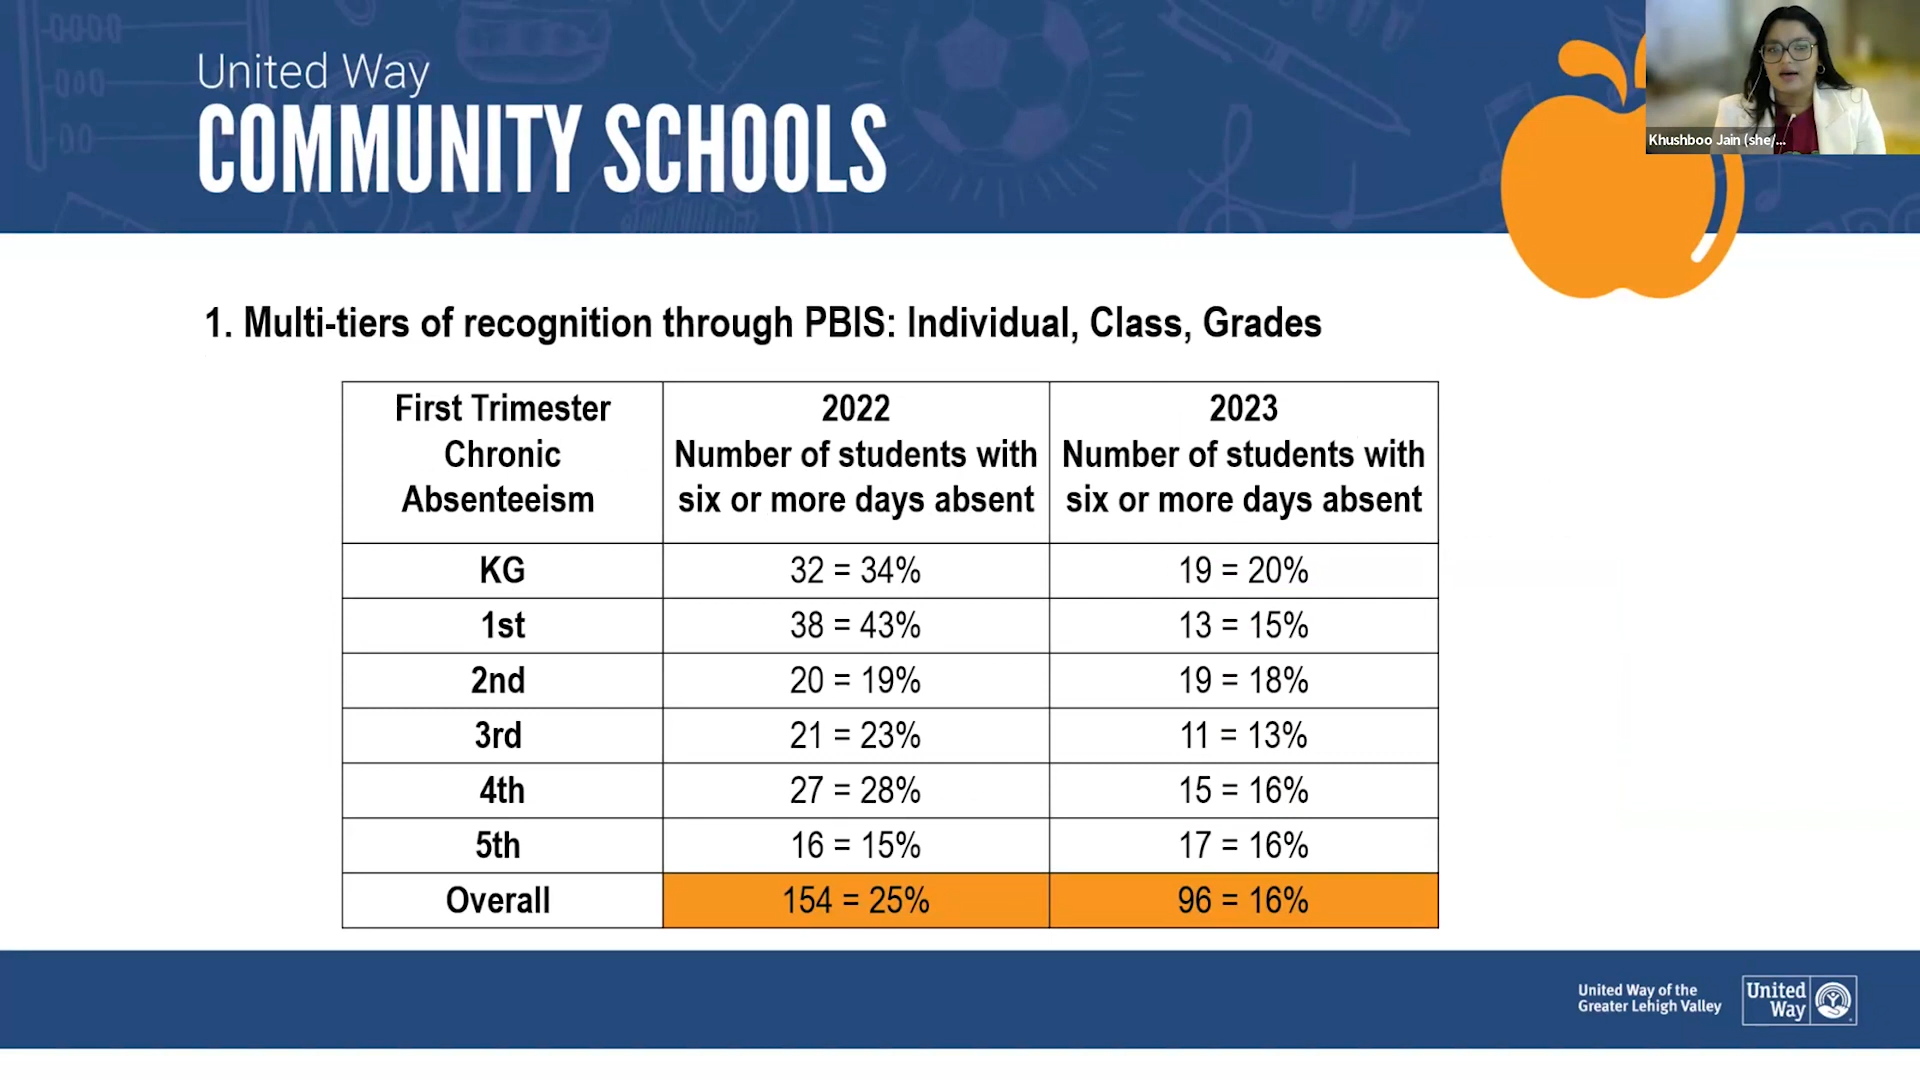 United Way
COMMUNITY SCHOOLS
Khushboo Jain (she/...
1. Multi-tiers of recognition through PBIS: Individual, Class, Grades
First Trimester
Chronic
Absenteeism
2022
Number of students with
six or more days absent
2023
Number of students with
six or more days absent
KG 32 = 34% 19 = 20%
1st 38 = 43% 13 = 15%
2nd 20 = 19% 19 = 18%
3rd 21 = 23% 11 = 13%
4th 27 = 28% 15 = 16%
5th 16 = 15% 17 = 16%
Overall 154 = 25% 96 = 16%
United Way of the
Greater Lehigh Valley
United
Way